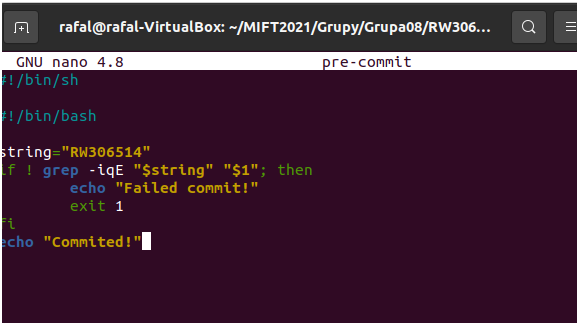 rafal@rafal-VirtualBox: ~/MIFT2021/Grupy/Grupa08/RW306…
GNU nano 4.8 pre-commit
#!/bin/sh
#!/bin/bash
string="RW306514"
if ! grep -iqE "$string" "$1"; then
echo "Failed commit!"
exit 1
fi
echo "Commited!"